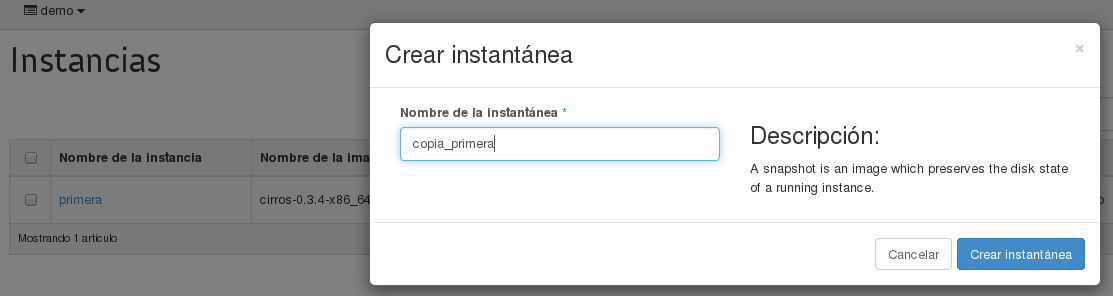 demo
Instancias
Crear instantánea
×
Nombre de la instantánea *
copia_primera
Descripción:
A snapshot is an image which preserves the disk state
of a running instance.
Nombre de la instancia
Nombre de la ima
primera
cirros-0.3.4-x86_64
Mostrando 1 artículo
Cancelar
Crear instantánea